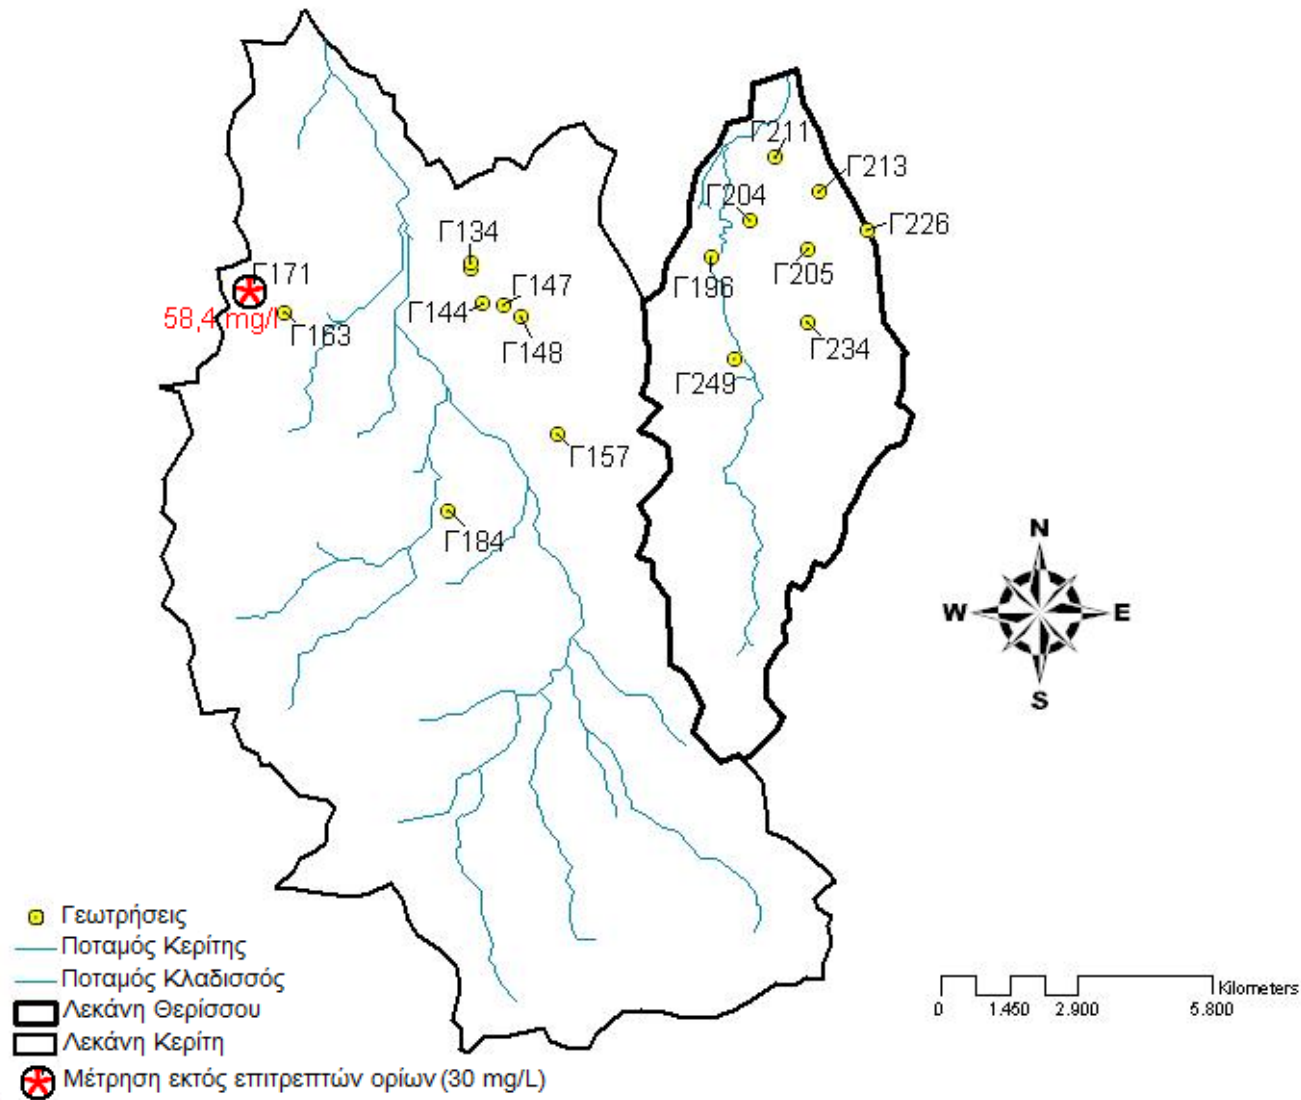 Γ211
Γ213
Γ204
Γ226
Γ134
Γ205
Γ196
Γ171
Γ147
Γ144
58,4 mg/l
Γ163
Γ148
Γ234
Γ249
Γ157
Γ184
N
W
E
S
Γεωτρήσεις
Ποταμός Κερίτης
Ποταμός Κλαδισσός
Λεκάνη Θερίσσου
Λεκάνη Κερίτη
Μέτρηση εκτός επιτρεπτών ορίων (30 mg/L)
Kilometers
0 1.450 2.900 5.800